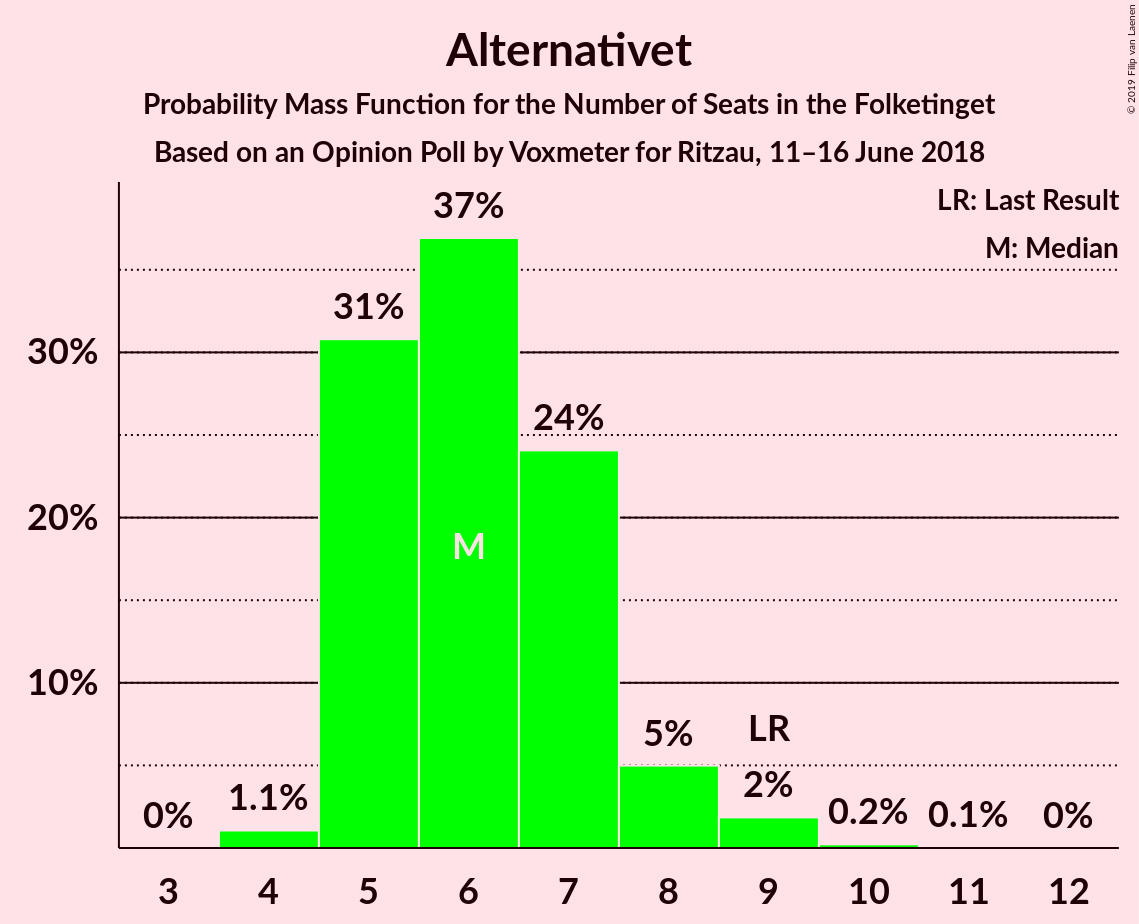 Alternativet
Probability Mass Function for the Number of Seats in the Folketinget
Based on an Opinion Poll by Voxmeter for Ritzau, 11–16 June 2018
© 2019 Filip van Laenen
LR: Last Result
M: Median
37%
31%
30%
24%
20%
M
10%
5%
LR
2%
1.1%
0%
0.2%
0.1%
0%
3 4 5 6 7 8 9 10 11 12